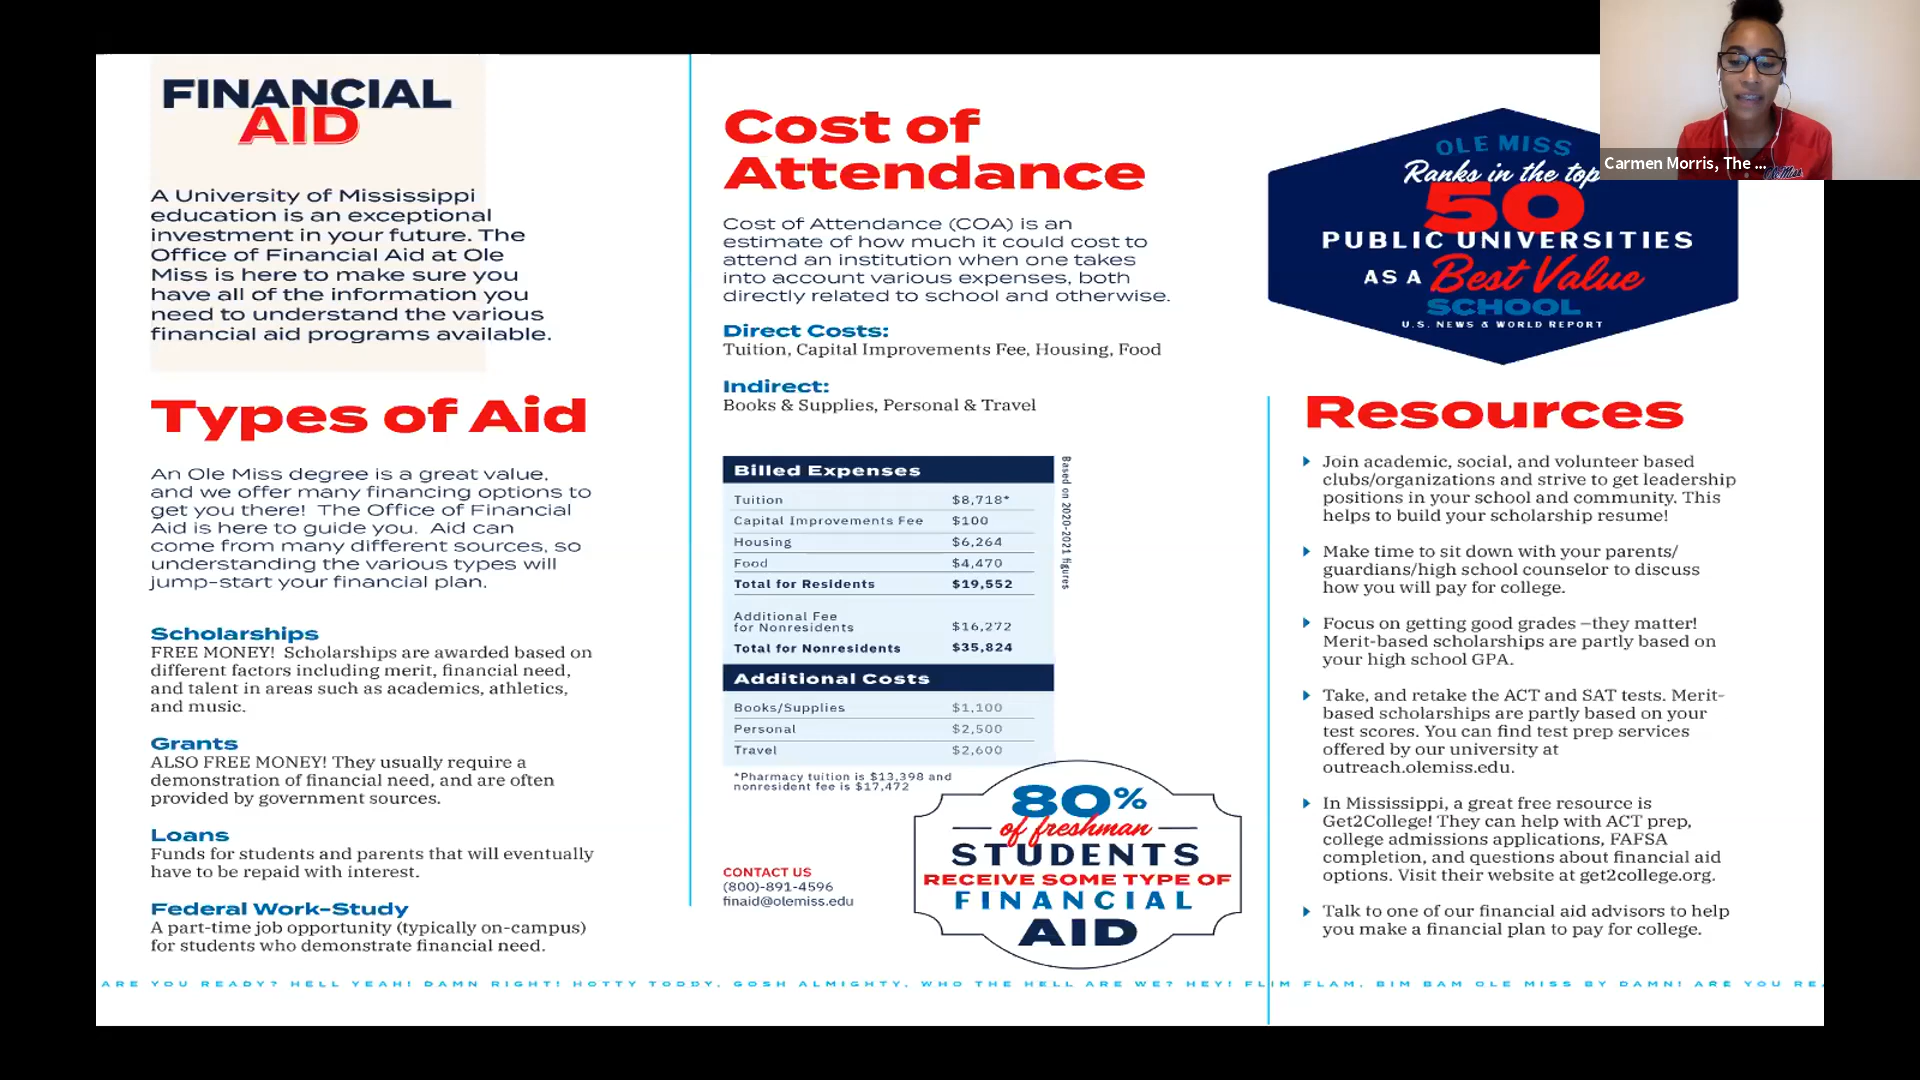 FINANCIAL
AID
A University of Mississippi
education is an exceptional
investment in your future. The
Office of Financial Aid at Ole
Miss is here to make sure you
have all of the information you
need to understand the various
financial aid programs available.
Types of Aid
An Ole Miss degree is a great value,
and we offer many financing options to
get you there! The Office of Financial
Aid is here to guide you. Aid can
come from many different sources, so
understanding the various types will
jump-start your financial plan.
Scholarships
FREE MONEY! Scholarships are awarded based on
different factors including merit, financial need,
and talent in areas such as academics, athletics,
and music.
Grants
ALSO FREE MONEY! They usually require a
demonstration of financial need, and are often
provided by government sources.
Loans
Funds for students and parents that will eventually
have to be repaid with interest.
Federal Work-Study
A part-time job opportunity (typically on-campus)
for students who demonstrate financial need.
Cost of
Attendance
Cost of Attendance (COA) is an
estimate of how much it could cost to
attend an institution when one takes
into account various expenses, both
directly related to school and otherwise.
Direct Costs:
Tuition, Capital Improvements Fee, Housing, Food
Indirect:
Books & Supplies, Personal & Travel
Billed Expenses
Tuition $8,718*
Capital Improvements Fee $100
Housing $6,264
Food $4,470
Total for Residents $19,552
Additional Fee
for Nonresidents $16,272
Total for Nonresidents $35,824
Based on 2020-2021 figures
Additional Costs
Books/Supplies $1,100
Personal $2,500
Travel $2,600
*Pharmacy tuition is $13,398 and
nonresident fee is $17,472
CONTACT US
(800)-891-4596
finaid@olemiss.edu
80%
of freshman
STUDENTS
RECEIVE SOME TYPE OF
FINANCIAL
AID
OLE MISS
Ranks in the top
50
PUBLIC UNIVERSITIES
AS A Best Value
SCHOOL
U.S. NEWS & WORLD REPORT
Carmen Morris, The ...
Ole Miss
Resources
Join academic, social, and volunteer based
clubs/organizations and strive to get leadership
positions in your school and community. This
helps to build your scholarship resume!
Make time to sit down with your parents/
guardians/high school counselor to discuss
how you will pay for college.
Focus on getting good grades –they matter!
Merit-based scholarships are partly based on
your high school GPA.
Take, and retake the ACT and SAT tests. Merit-
based scholarships are partly based on your
test scores. You can find test prep services
offered by our university at
outreach.olemiss.edu.
In Mississippi, a great free resource is
Get2College! They can help with ACT prep,
college admissions applications, FAFSA
completion, and questions about financial aid
options. Visit their website at get2college.org.
Talk to one of our financial aid advisors to help
you make a financial plan to pay for college.
ARE YOU READY? HELL YEAH! DAMN RIGHT! HOTTY TODDY, GOSH ALMIGHTY, WHO THE HELL ARE WE? HEY! FLIM FLAM, BIM BAM OLE MISS BY DAMN! ARE YOU REA